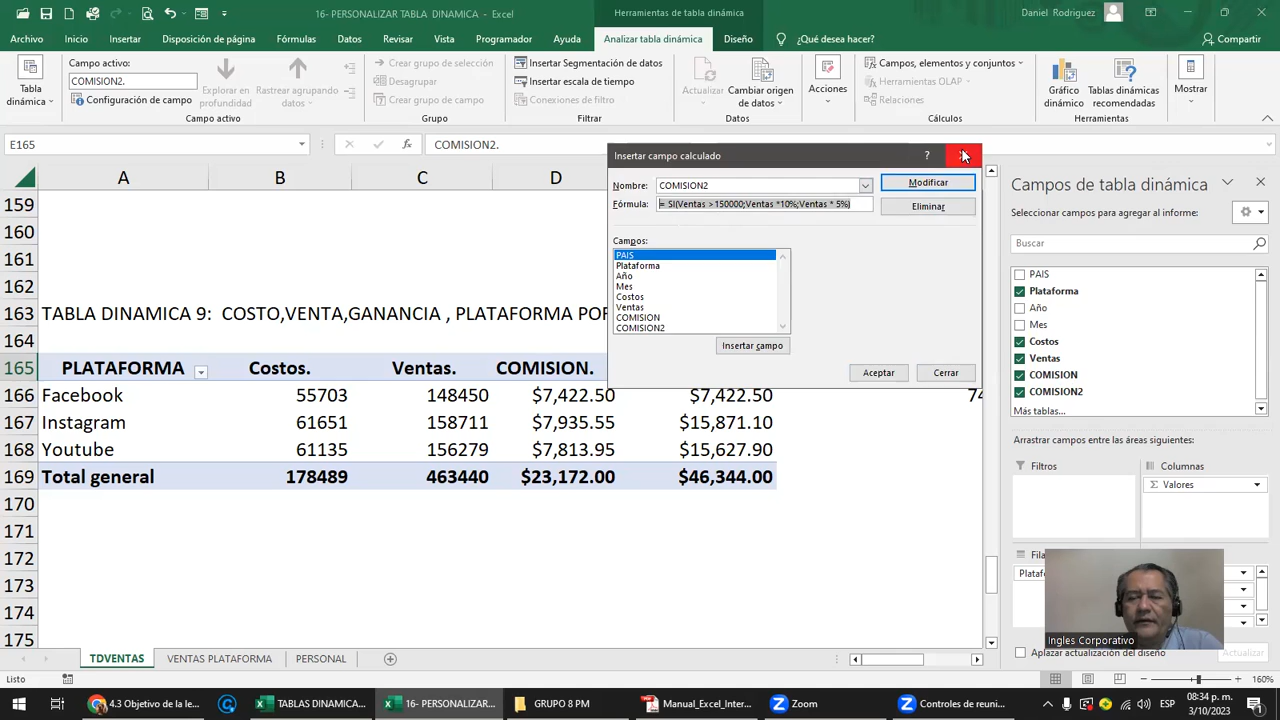 16- PERSONALIZAR TABLA DINAMICA - Excel
Herramientas de tabla dinámica
Daniel Rodriguez
Archivo Inicio Insertar Disposición de página Fórmulas Datos Revisar Vista Programador Ayuda Analizar tabla dinámica Diseño ¿Qué desea hacer? Compartir
Tabla dinámica
Campo activo:
COMISION2.
Configuración de campo
Explorar en profundidad
Rastrear agrupando datos
Campo activo
Crear grupo de selección
Desagrupar
Crear grupo de campo
Grupo
Insertar Segmentación de datos
Insertar escala de tiempo
Conexiones de filtro
Filtrar
Actualizar
Cambiar origen de datos
Datos
Acciones
Campos, elementos y conjuntos
Herramientas OLAP
Relaciones
Cálculos
Gráfico dinámico
Tablas dinámicas recomendadas
Herramientas
Mostrar
E165
fx
COMISION2.
A B C D
159
160
161
162
163 TABLA DINAMICA 9: COSTO,VENTA,GANANCIA , PLATAFORMA POR
164
165 PLATAFORMA Costos. Ventas. COMISION.
166 Facebook 55703 148450 $7,422.50 $7,422.50 74
167 Instagram 61651 158711 $7,935.55 $15,871.10
168 Youtube 61135 156279 $7,813.95 $15,627.90
169 Total general 178489 463440 $23,172.00 $46,344.00
170
171
172
173
174
175
Insertar campo calculado
?
Nombre: COMISION2 Modificar
Fórmula: = SI(Ventas >150000;Ventas *10%;Ventas * 5%) Eliminar
Campos:
PAIS
Plataforma
Año
Mes
Costos
Ventas
COMISION
COMISION2
Insertar campo
Aceptar Cerrar
Campos de tabla dinámica
Seleccionar campos para agregar al informe:
Buscar
PAIS
Plataforma
Año
Mes
Costos
Ventas
COMISION
COMISION2
Más tablas...
Arrastrar campos entre las áreas siguientes:
Filtros Columnas
Σ Valores
Fila
Platafo
Ingles Corporativo
Aplazar actualización del diseño Actualizar
TDVENTAS VENTAS PLATAFORMA PERSONAL
Listo
160%
4.3 Objetivo de la le... TABLAS DINAMICA... 16- PERSONALIZAR T... GRUPO 8 PM Manual_Excel_Inter... Zoom Controles de reuni...
08:34 p. m.
3/10/2023